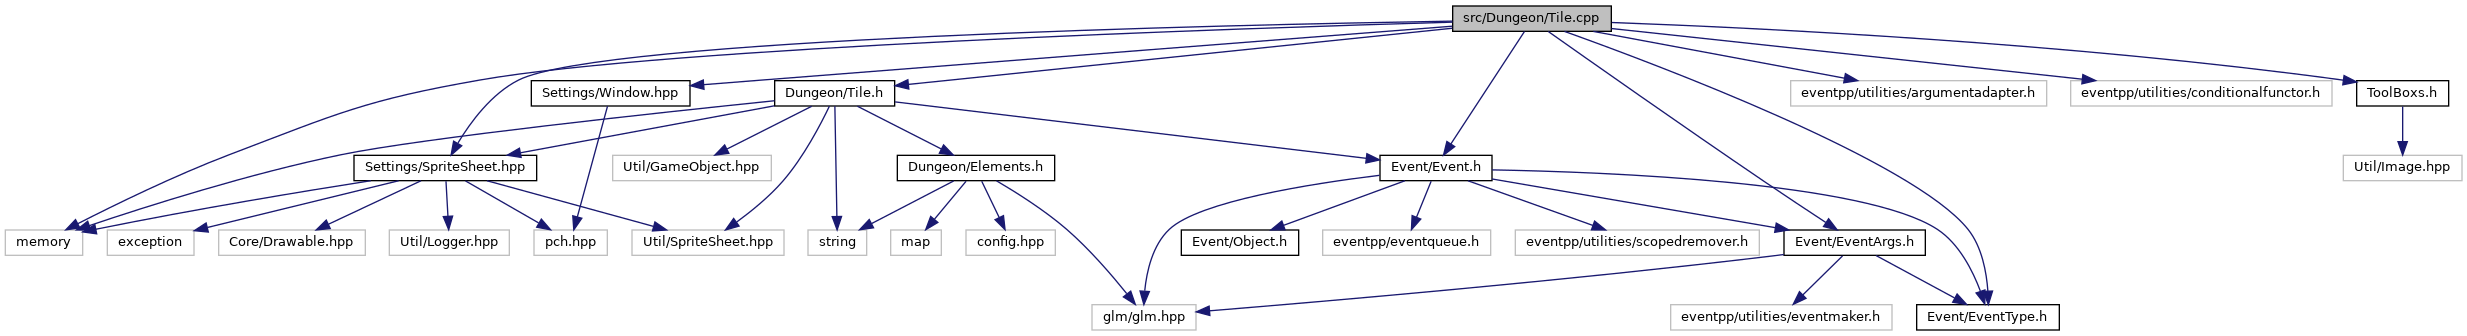 src/Dungeon/Tile.cpp
Settings/Window.hpp
Dungeon/Tile.h
eventpp/utilities/argumentadapter.h
eventpp/utilities/conditionalfunctor.h
ToolBoxs.h
Settings/SpriteSheet.hpp
Util/GameObject.hpp
Dungeon/Elements.h
Event/Event.h
Util/Image.hpp
memory
exception
Core/Drawable.hpp
Util/Logger.hpp
pch.hpp
Util/SpriteSheet.hpp
string
map
config.hpp
Event/Object.h
eventpp/eventqueue.h
eventpp/utilities/scopedremover.h
Event/EventArgs.h
glm/glm.hpp
eventpp/utilities/eventmaker.h
Event/EventType.h